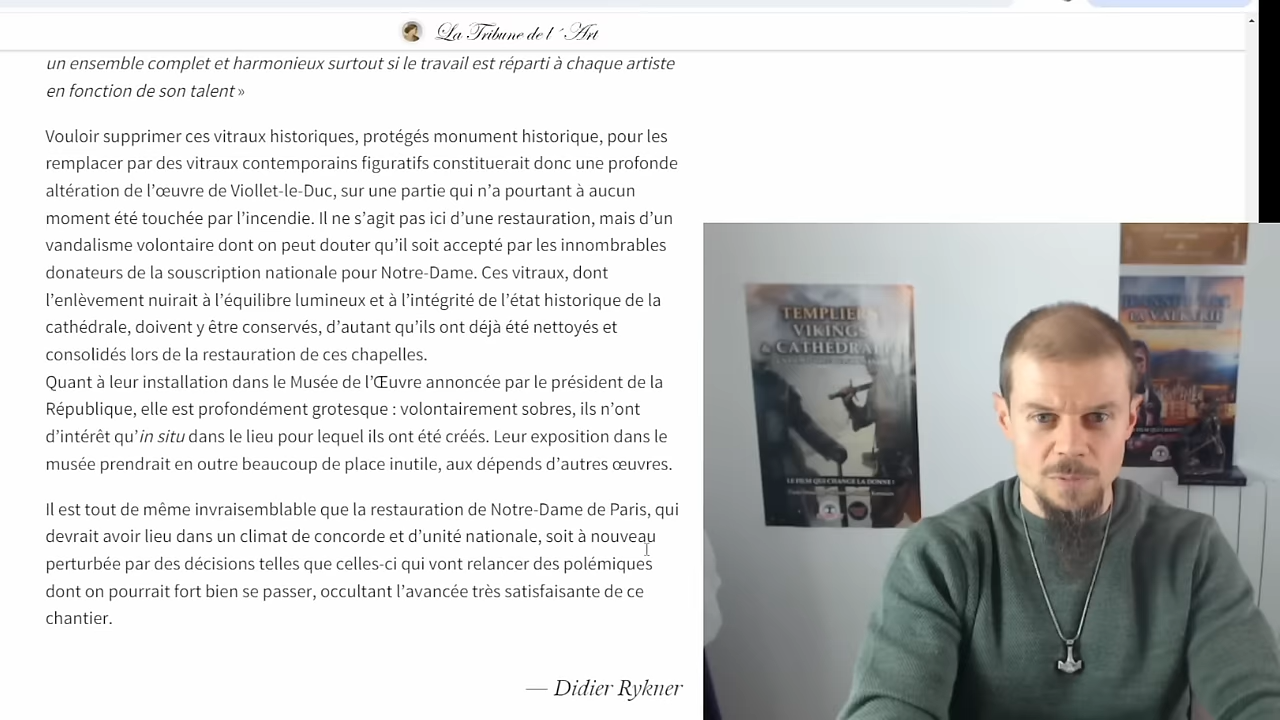 La Tribune de l'Art
un ensemble complet et harmonieux surtout si le travail est réparti à chaque artiste
en fonction de son talent »
Vouloir supprimer ces vitraux historiques, protégés monument historique, pour les
remplacer par des vitraux contemporains figuratifs constituerait donc une profonde
altération de l’œuvre de Viollet-le-Duc, sur une partie qui n’a pourtant à aucun
moment été touchée par l’incendie. Il ne s’agit pas ici d’une restauration, mais d’un
vandalisme volontaire dont on peut douter qu’il soit accepté par les innombrables
donateurs de la souscription nationale pour Notre-Dame. Ces vitraux, dont
l’enlèvement nuirait à l’équilibre lumineux et à l’intégrité de l’état historique de la
cathédrale, doivent y être conservés, d’autant qu’ils ont déjà été nettoyés et
consolidés lors de la restauration de ces chapelles.
Quant à leur installation dans le Musée de l’Œuvre annoncée par le président de la
République, elle est profondément grotesque : volontairement sobres, ils n’ont
d’intérêt qu’in situ dans le lieu pour lequel ils ont été créés. Leur exposition dans le
musée prendrait en outre beaucoup de place inutile, aux dépends d’autres œuvres.
Il est tout de même invraisemblable que la restauration de Notre-Dame de Paris, qui
devrait avoir lieu dans un climat de concorde et d’unité nationale, soit à nouveau
perturbée par des décisions telles que celles-ci qui vont relancer des polémiques
dont on pourrait fort bien se passer, occultant l’avancée très satisfaisante de ce
chantier.
— Didier Rykner
TEMPLIERS
VIKINGS
& CATHÉDRALES
LE FILM QUI CHANGE LA DONNE !
LA VALKYRIE